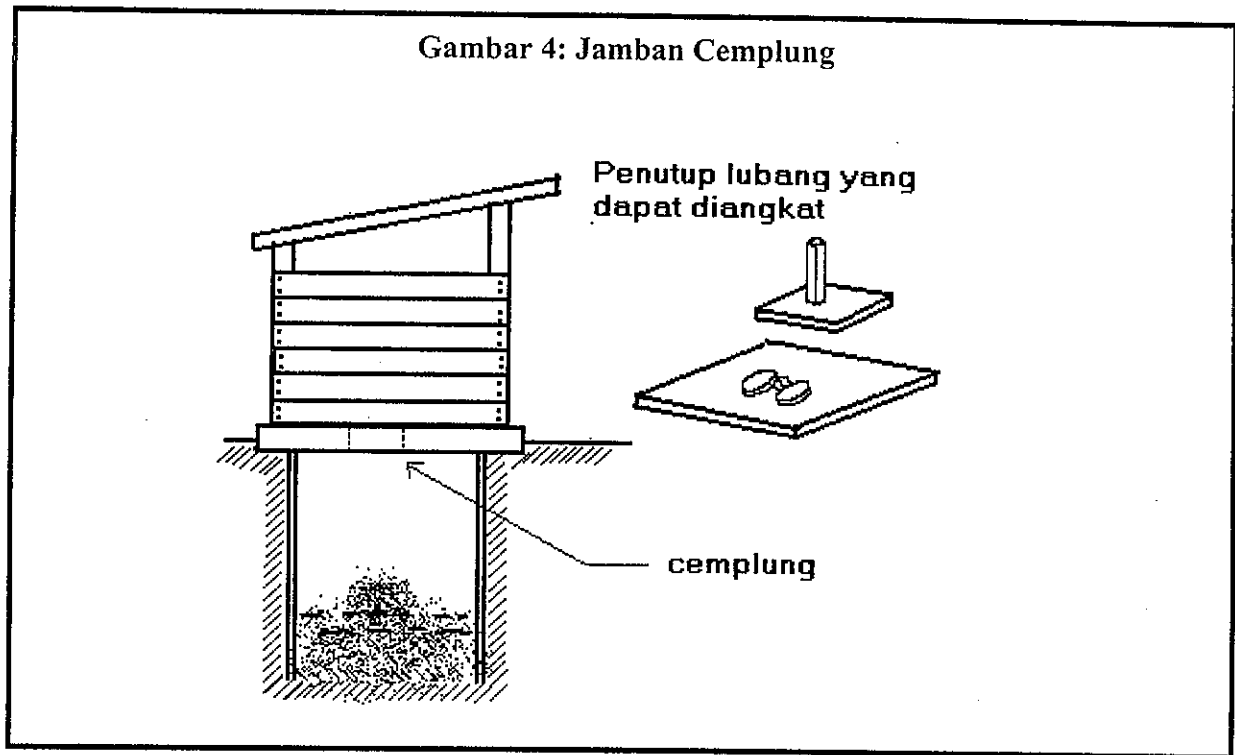 Gambar 4: Jamban Cemplung
Penutup lubang yang
dapat diangkat
cemplung